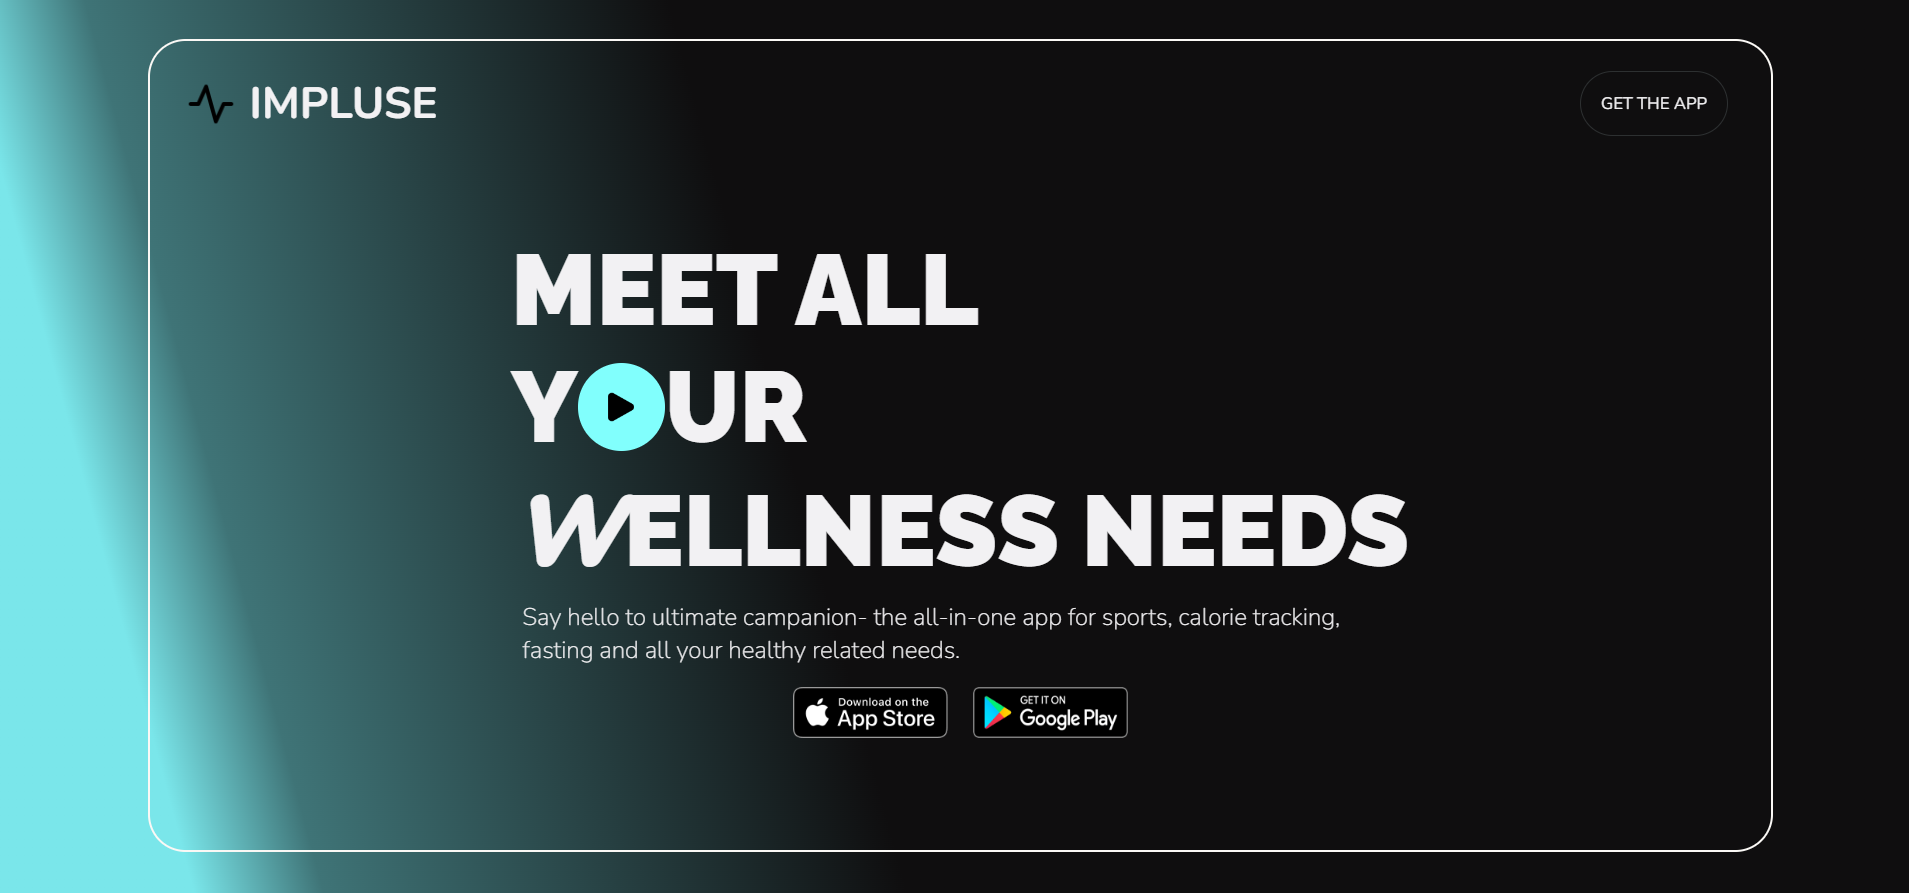 IMPLUSE
GET THE APP
MEET ALL
YOUR
WELLNESS NEEDS
Say hello to ultimate campanion- the all-in-one app for sports, calorie tracking,
fasting and all your healthy related needs.
Download on the
App Store
GET IT ON
Google Play